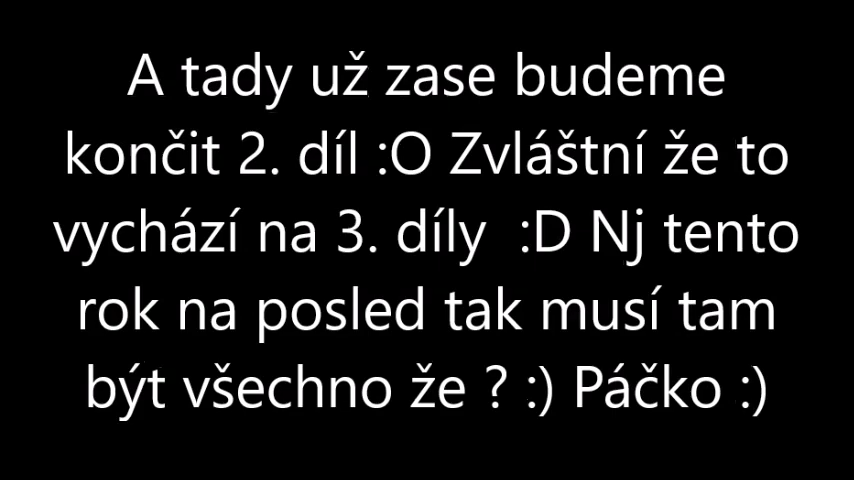 A tady už zase budeme
končit 2. díl :O Zvláštní že to
vychází na 3. díly  :D Nj tento
rok na posled tak musí tam
být všechno že ? :) Páčko :)